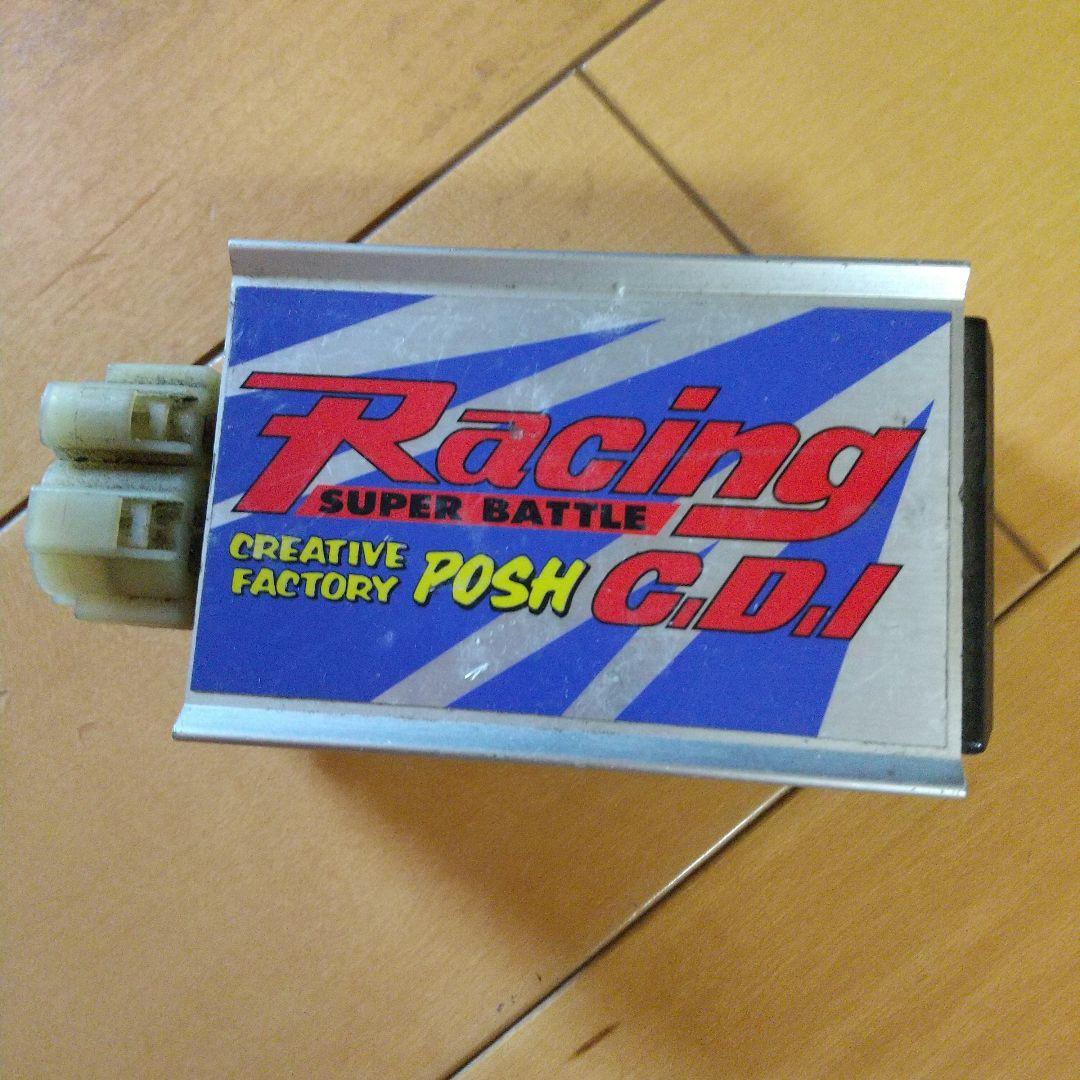 Racing
SUPER BATTLE
CREATIVE
FACTORY POSH
C.D.I